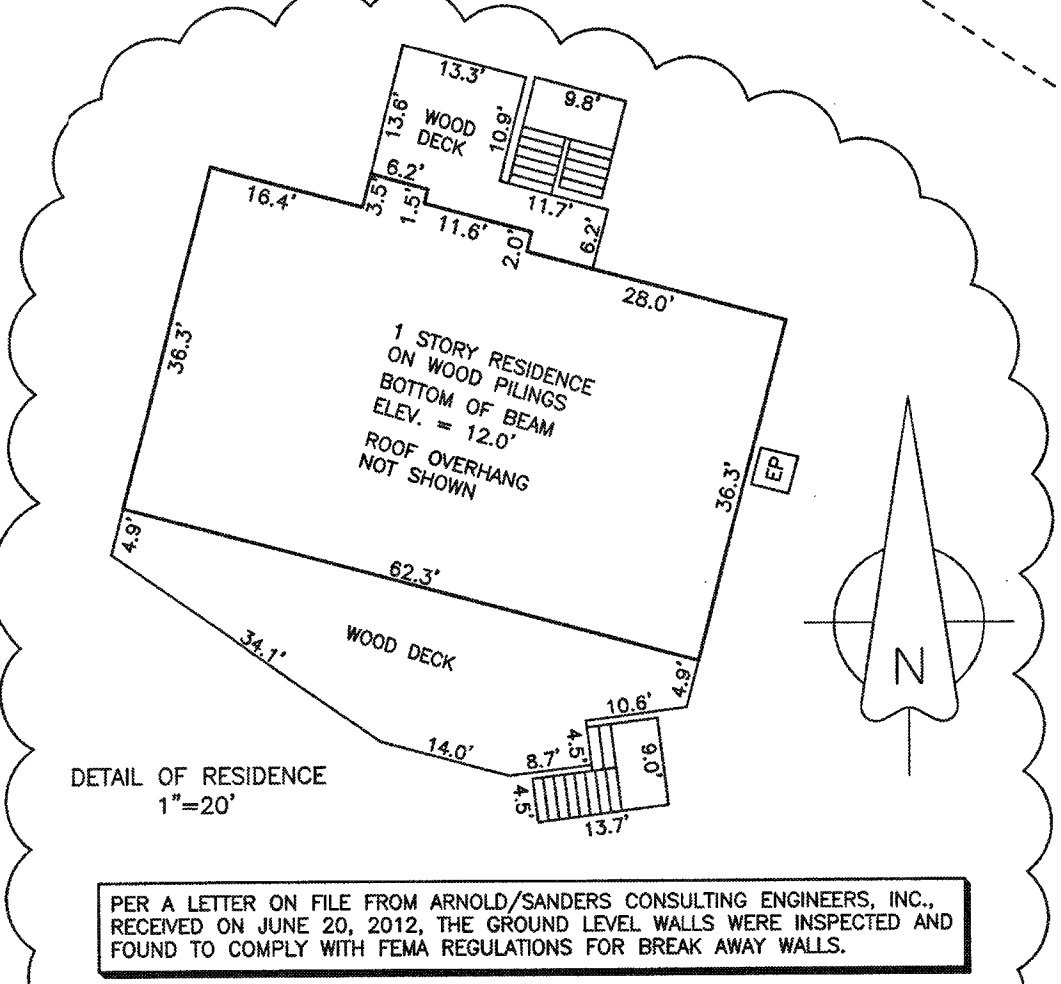 13.3'
9.8'
13.6'
WOOD
DECK
10.9'
6.2'
16.4'
3.5'
1.5'
11.7'
11.6'
2.0'
6.2'
28.0'
36.3'
1 STORY RESIDENCE
ON WOOD PILINGS
BOTTOM OF BEAM
ELEV. = 12.0'
ROOF OVERHANG
NOT SHOWN
36.3'
EP
4.9'
62.3'
34.1'
WOOD DECK
4.9'
N
10.6'
14.0'
8.7'
4.5'
9.0'
4.5'
13.7'
DETAIL OF RESIDENCE
1"=20'
PER A LETTER ON FILE FROM ARNOLD/SANDERS CONSULTING ENGINEERS, INC.,
RECEIVED ON JUNE 20, 2012, THE GROUND LEVEL WALLS WERE INSPECTED AND
FOUND TO COMPLY WITH FEMA REGULATIONS FOR BREAK AWAY WALLS.